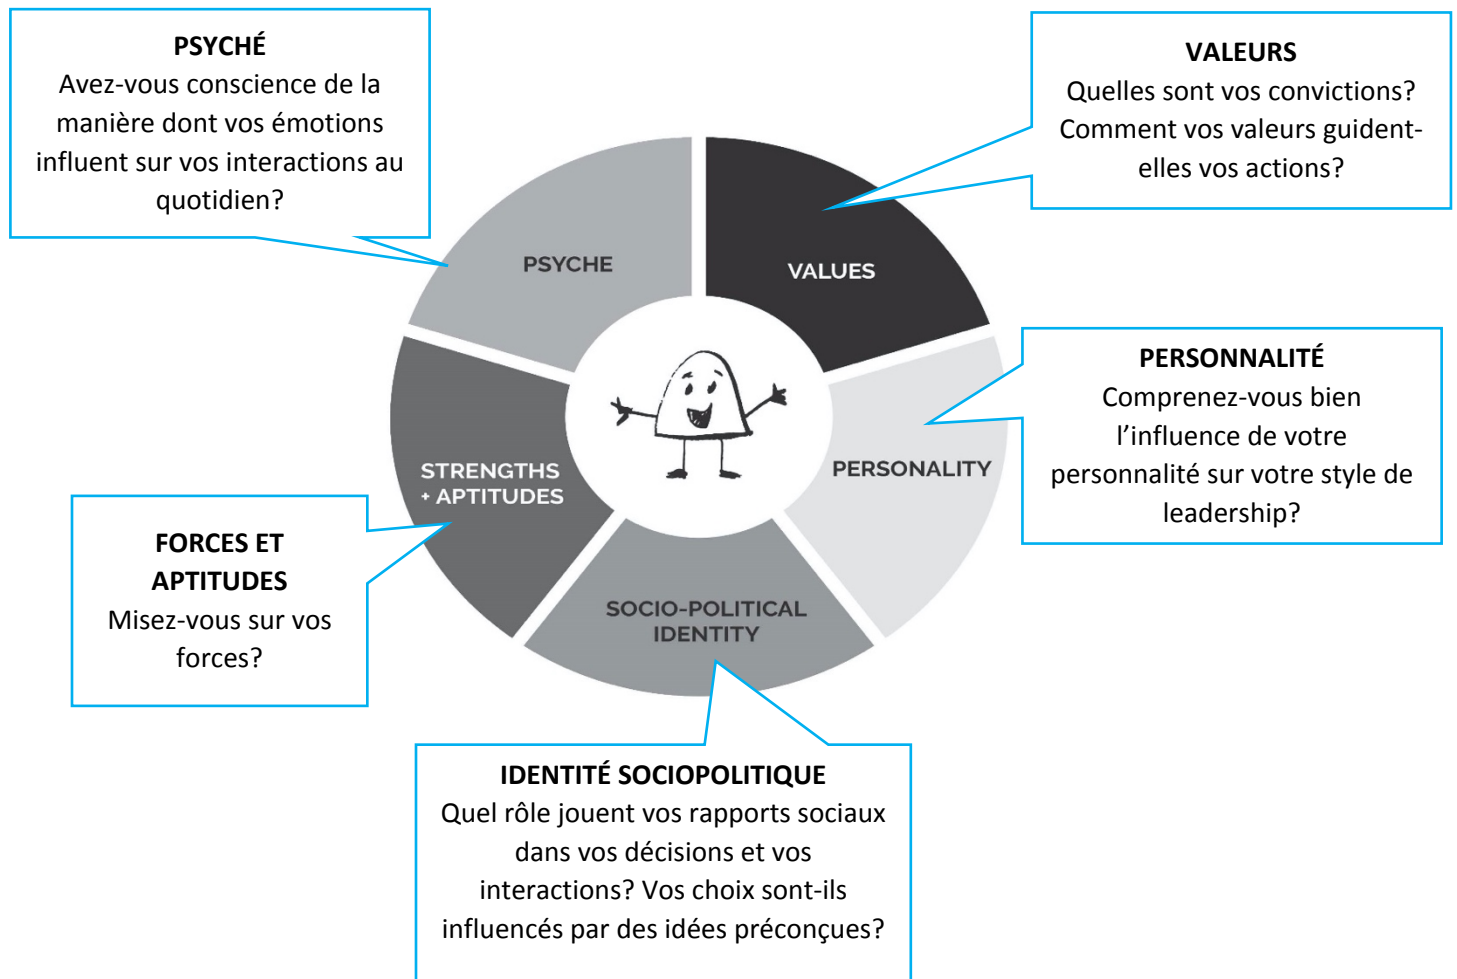 PSYCHÉ
Avez-vous conscience de la
manière dont vos émotions
influent sur vos interactions au
quotidien?
VALEURS
Quelles sont vos convictions?
Comment vos valeurs guident-
elles vos actions?
PSYCHE
VALUES
PERSONNALITÉ
Comprenez-vous bien
l’influence de votre
personnalité sur votre style de
leadership?
STRENGTHS
+ APTITUDES
PERSONALITY
FORCES ET
APTITUDES
Misez-vous sur vos
forces?
SOCIO-POLITICAL
IDENTITY
IDENTITÉ SOCIOPOLITIQUE
Quel rôle jouent vos rapports sociaux
dans vos décisions et vos
interactions? Vos choix sont-ils
influencés par des idées préconçues?